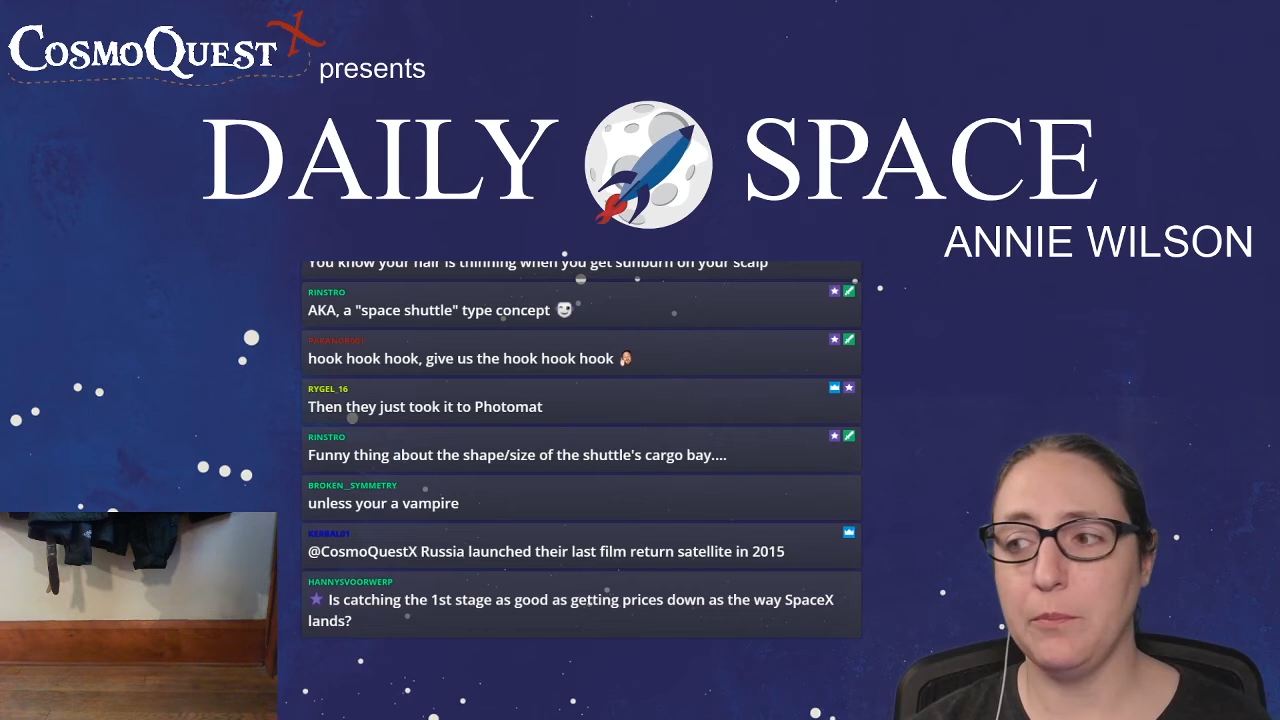 COSMOQUEST X
presents
DAILY SPACE
ANNIE WILSON
You know your hair is thinning when you get sunburn on your scalp
RINSTRO
AKA, a "space shuttle" type concept
hook hook hook, give us the hook hook hook
RYGEL_16
Then they just took it to Photomat
RINSTRO
Funny thing about the shape/size of the shuttle's cargo bay....
BROKEN_SYMMETRY
unless your a vampire
KERBAL01
@CosmoQuestX Russia launched their last film return satellite in 2015
HANNYSVOORWERP
Is catching the 1st stage as good as getting prices down as the way SpaceX
lands?